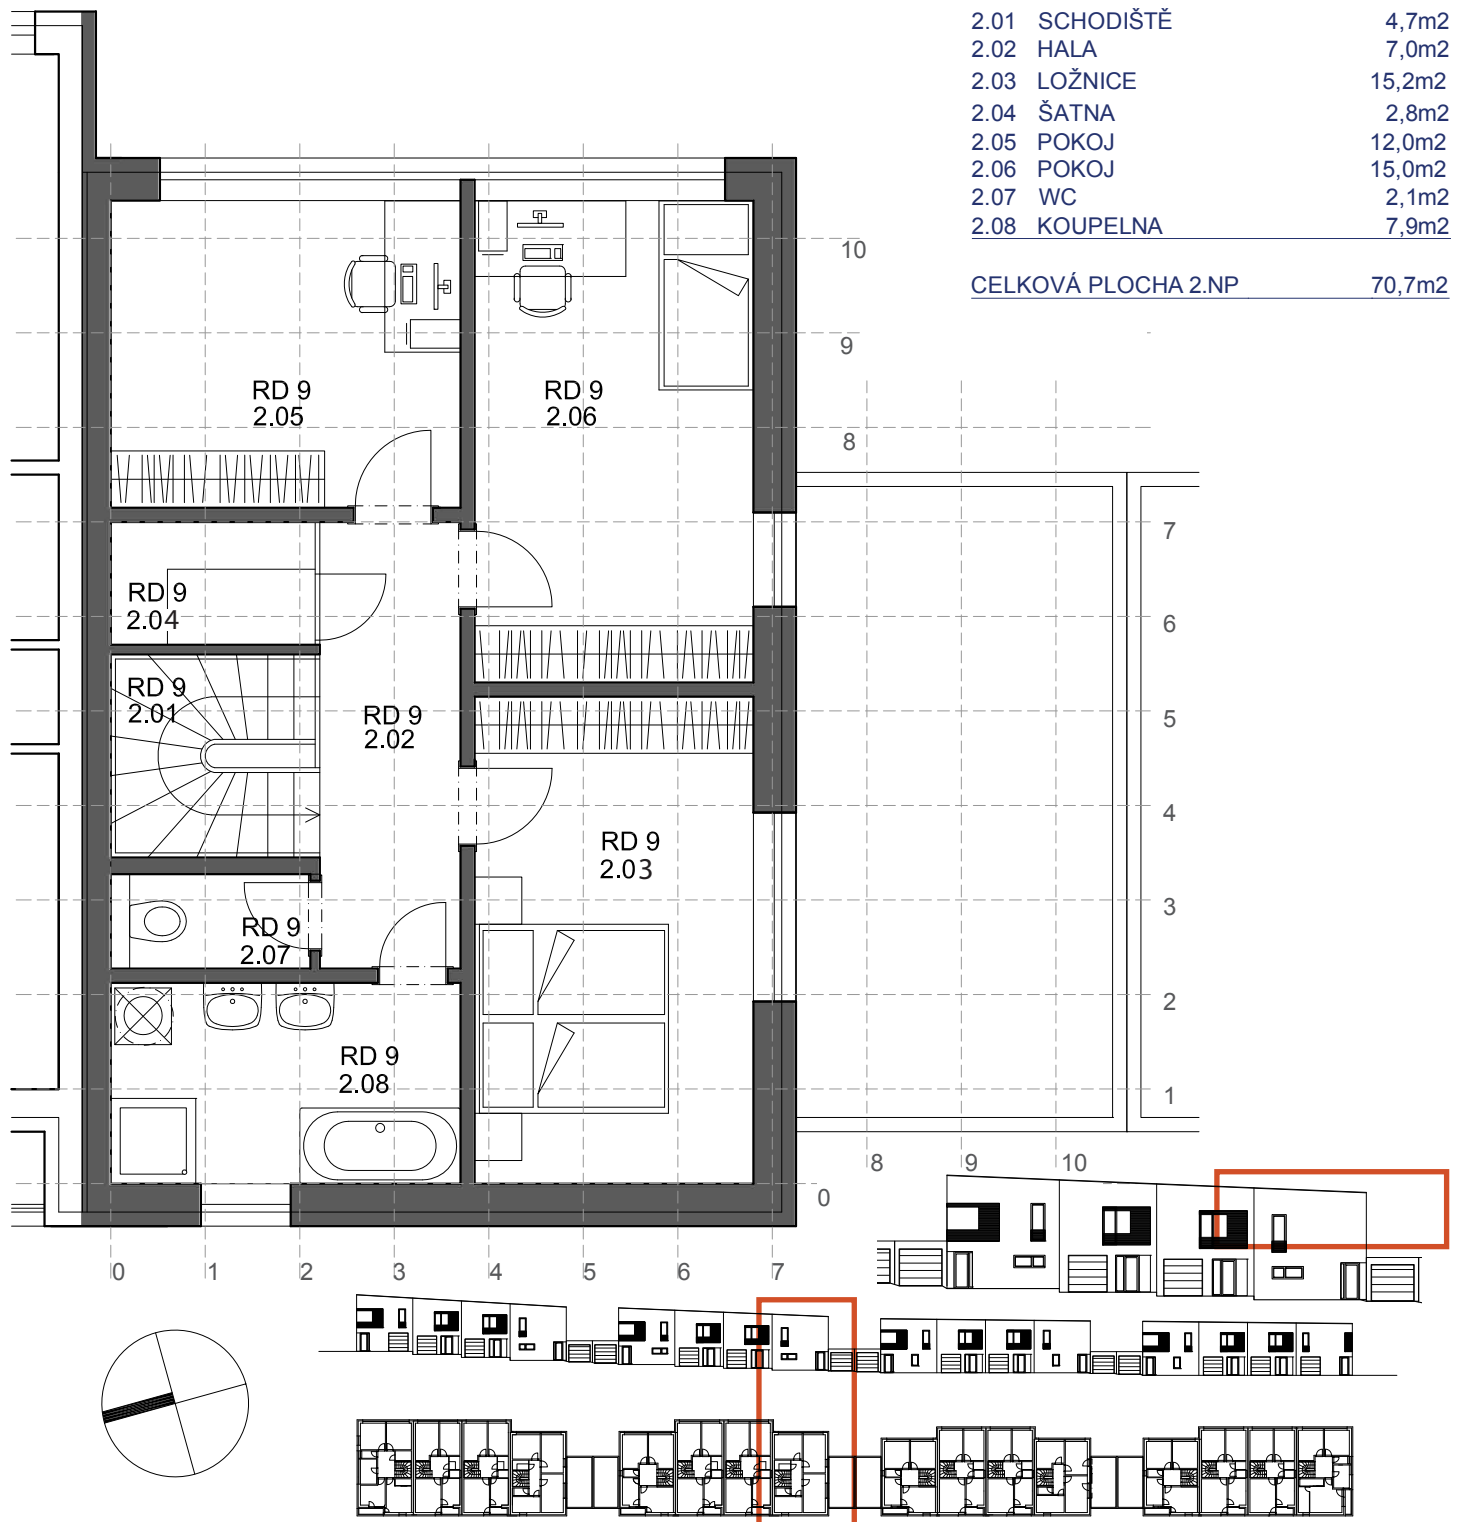 2.01 SCHODIŠTĚ 4,7m2
2.02 HALA 7,0m2
2.03 LOŽNICE 15,2m2
2.04 ŠATNA 2,8m2
2.05 POKOJ 12,0m2
2.06 POKOJ 15,0m2
2.07 WC 2,1m2
2.08 KOUPELNA 7,9m2
CELKOVÁ PLOCHA 2.NP 70,7m2
10
9
RD 9
2.05
RD 9
2.06
8
7
RD 9
2.04
6
RD 9
2.01
RD 9
2.02
5
4
RD 9
2.03
3
RD 9
2.07
2
RD 9
2.08
1
8 9 10
0
0 1 2 3 4 5 6 7